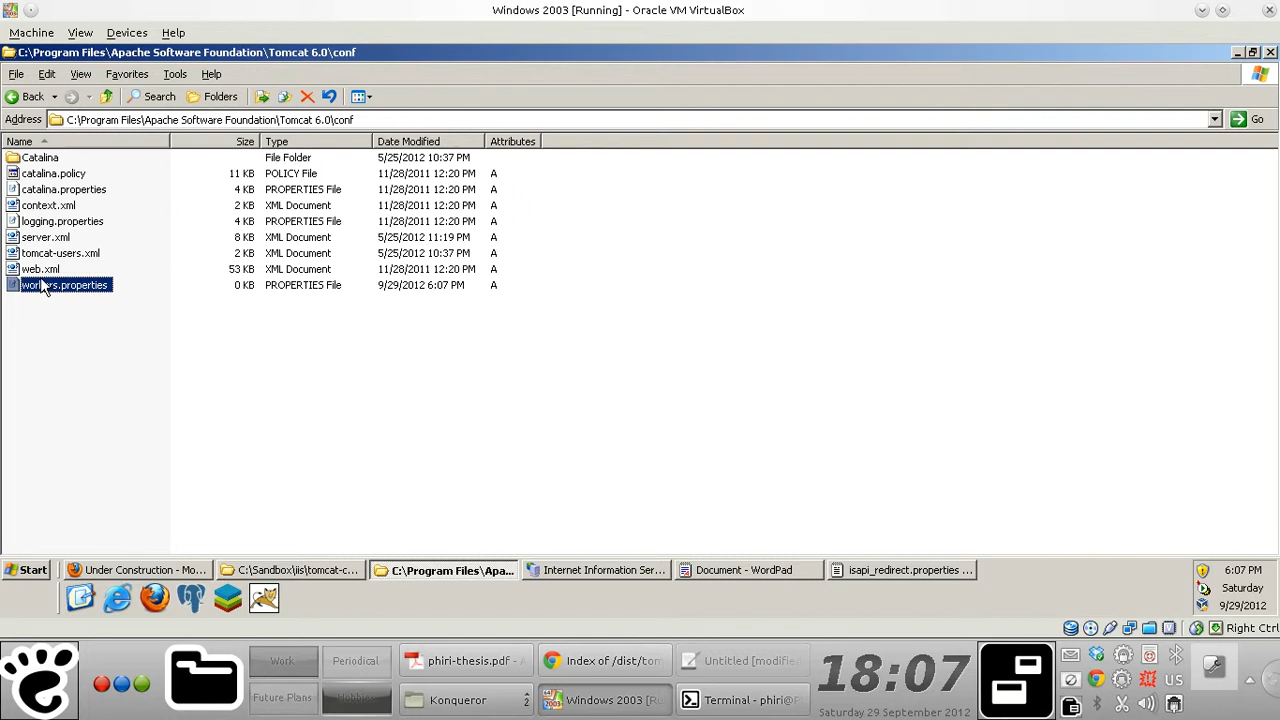 Windows 2003 [Running] - Oracle VM VirtualBox
Machine View Devices Help
C:\Program Files\Apache Software Foundation\Tomcat 6.0\conf
File Edit View Favorites Tools Help
Back Search Folders
Address C:\Program Files\Apache Software Foundation\Tomcat 6.0\conf Go
Name Size Type Date Modified Attributes
Catalina File Folder 5/25/2012 10:37 PM
catalina.policy 11 KB POLICY File 11/28/2011 12:20 PM A
catalina.properties 4 KB PROPERTIES File 11/28/2011 12:20 PM A
context.xml 2 KB XML Document 11/28/2011 12:20 PM A
logging.properties 4 KB PROPERTIES File 11/28/2011 12:20 PM A
server.xml 8 KB XML Document 5/25/2012 11:19 PM A
tomcat-users.xml 2 KB XML Document 5/25/2012 10:37 PM A
web.xml 53 KB XML Document 11/28/2011 12:20 PM A
workers.properties 0 KB PROPERTIES File 9/29/2012 6:07 PM A
Start Under Construction - Mo... C:\Sandbox\iis\tomcat-c... C:\Program Files\Apa... Internet Information Ser... Document - WordPad isapi_redirect.properties ... 6:07 PM
Saturday
9/29/2012
Right Ctrl
Work Periodical phiri-thesis.pdf - Index of /dist/tom Untitled [modifie 18:07
Future Plans Hobbies Konqueror 2 Windows 2003 [Ru Terminal - phiri@P US
Saturday 29 September 2012